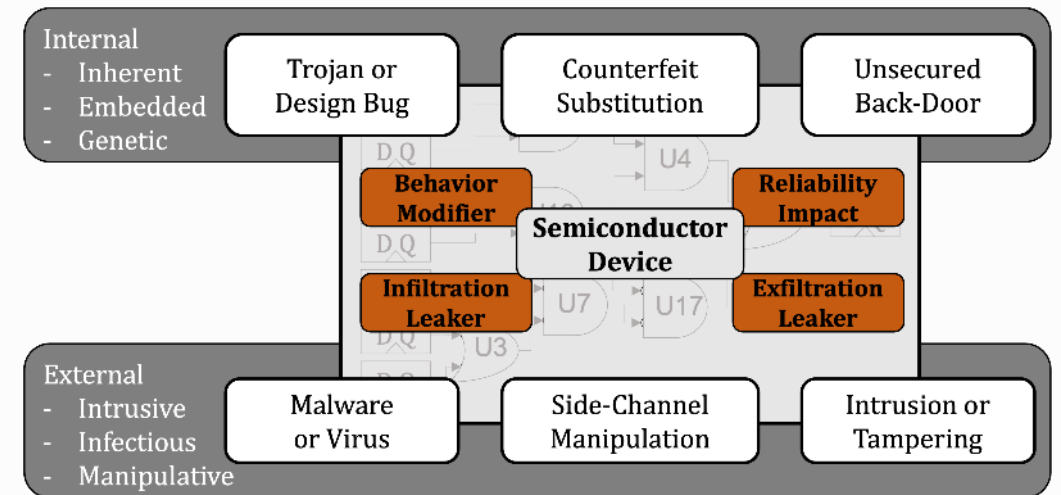 Internal
- Inherent
- Embedded
- Genetic
Trojan or
Design Bug
Counterfeit
Substitution
Unsecured
Back-Door
D Q
U4
Behavior
Modifier
Reliability
Impact
Semiconductor
Device
D Q
Infiltration
Leaker
U7
U17
Exfiltration
Leaker
D Q
U3
External
- Intrusive
- Infectious
- Manipulative
Malware
or Virus
Side-Channel
Manipulation
Intrusion or
Tampering